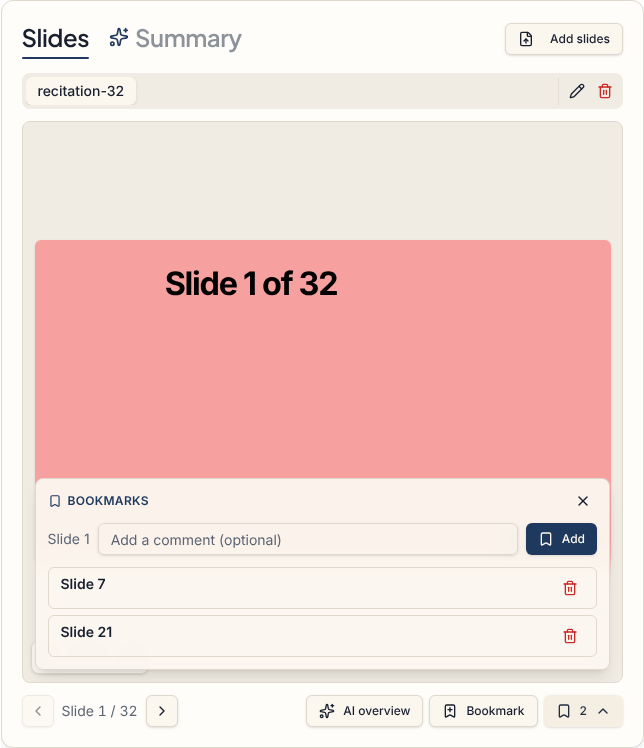 Slides Summary Add slides
recitation-32
Slide 1 of 32
BOOKMARKS
Slide 1 Add a comment (optional) Add
Slide 7
Slide 21
Slide 1 / 32 AI overview Bookmark 2